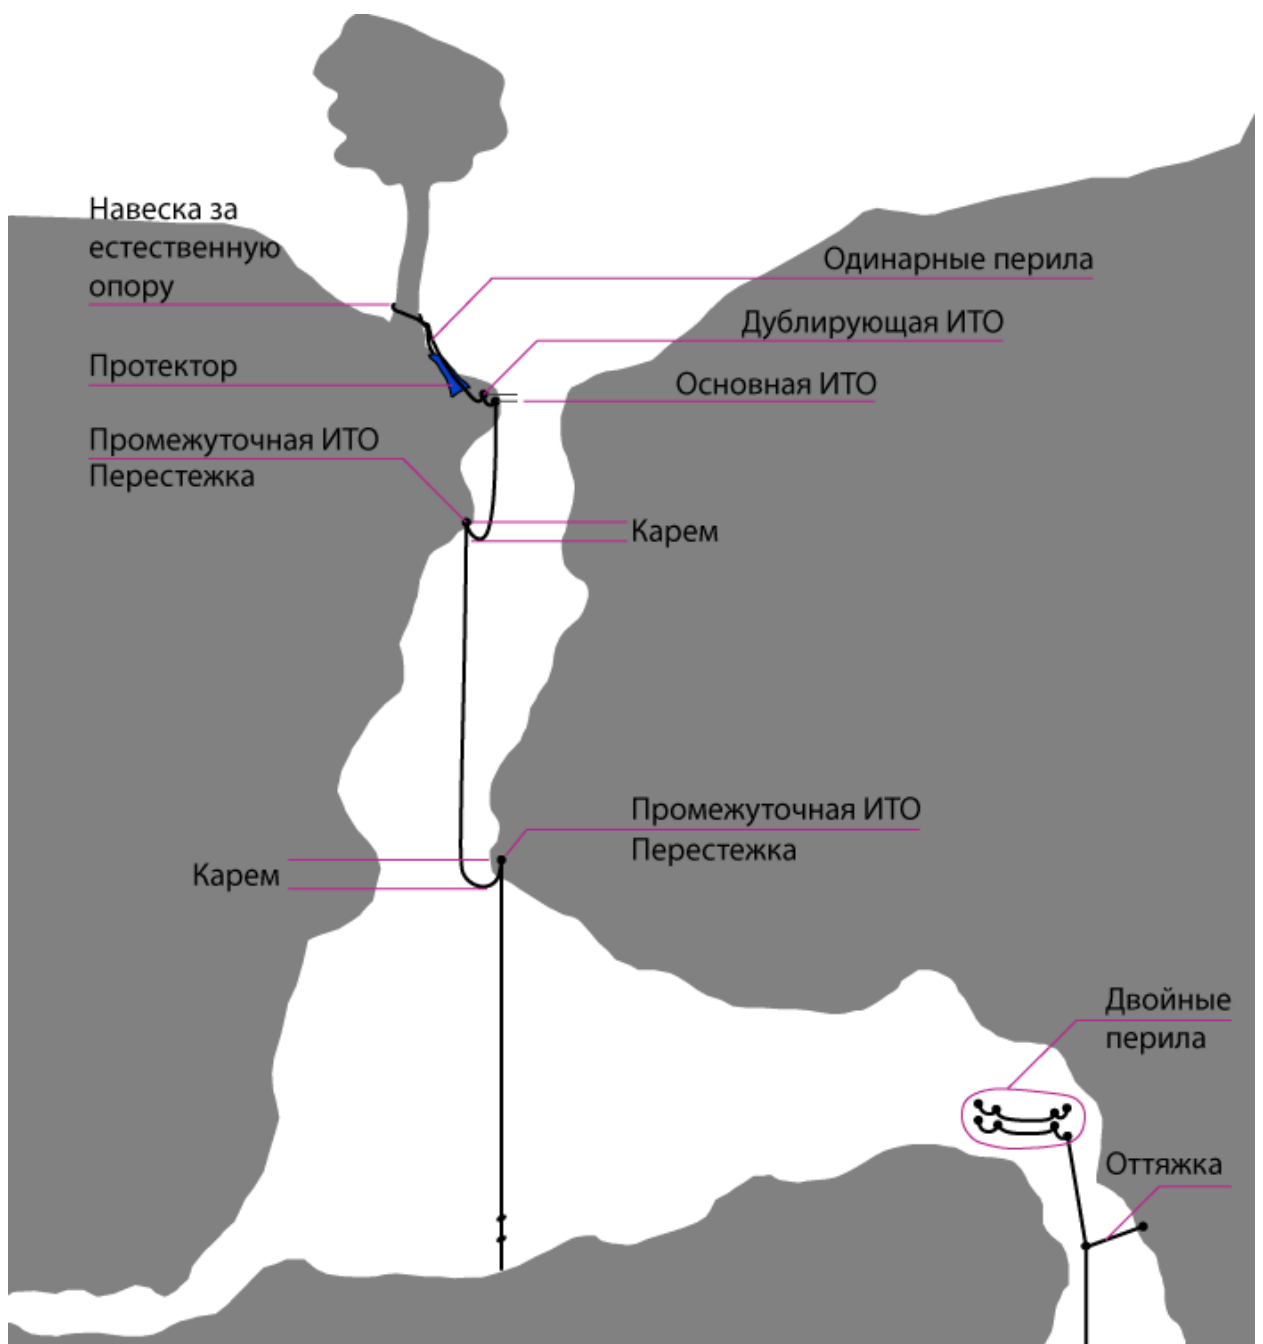 Навеска за
естественную
опору
Одинарные перила
Дублирующая ИТО
Протектор
Основная ИТО
Промежуточная ИТО
Перестежка
Карем
Промежуточная ИТО
Перестежка
Карем
Двойные
перила
Оттяжка